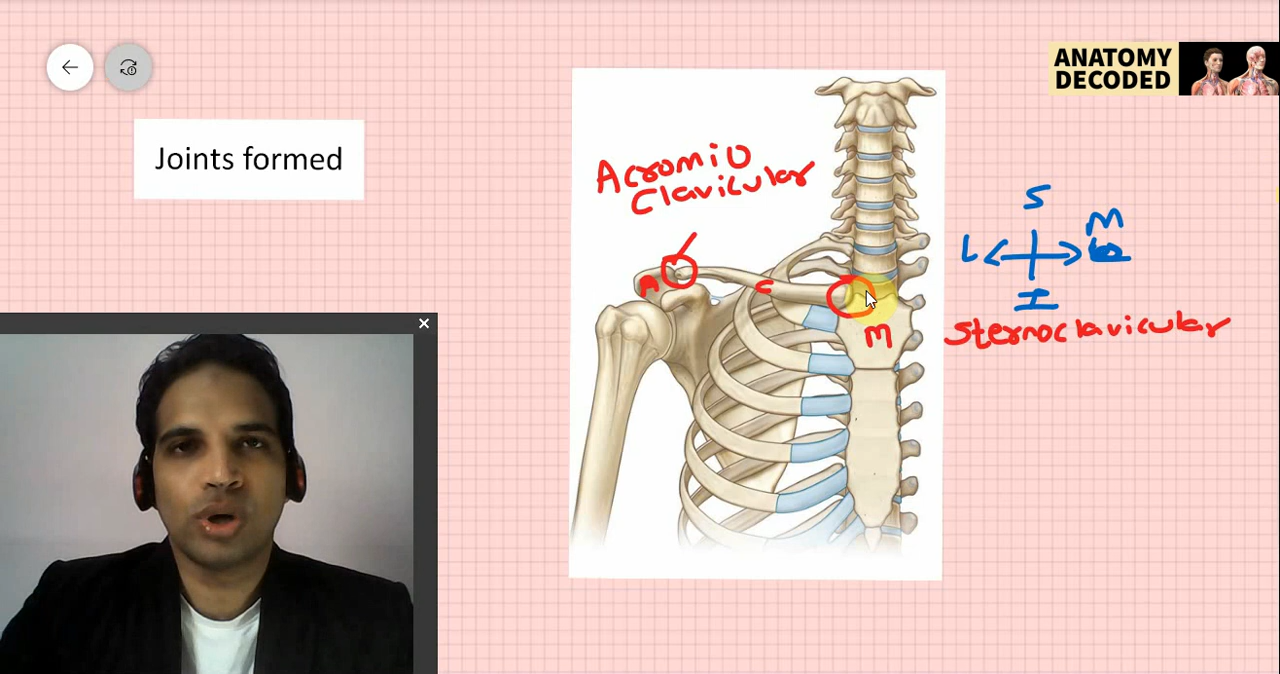 ANATOMY
DECODED
Joints formed
Acromio
Clavicular
S
M
L
I
A
C
M
Sternoclavicular